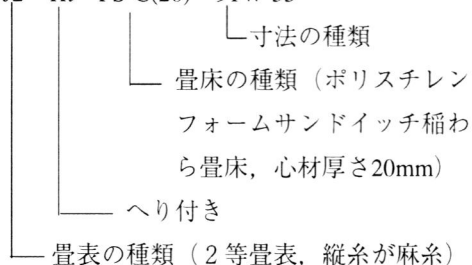 寸法の種類
畳床の種類（ポリスチレン
フォームサンドイッチ稲わ
ら畳床，心材厚さ20mm）
へり付き
畳表の種類（2等畳表，縦糸が麻糸）